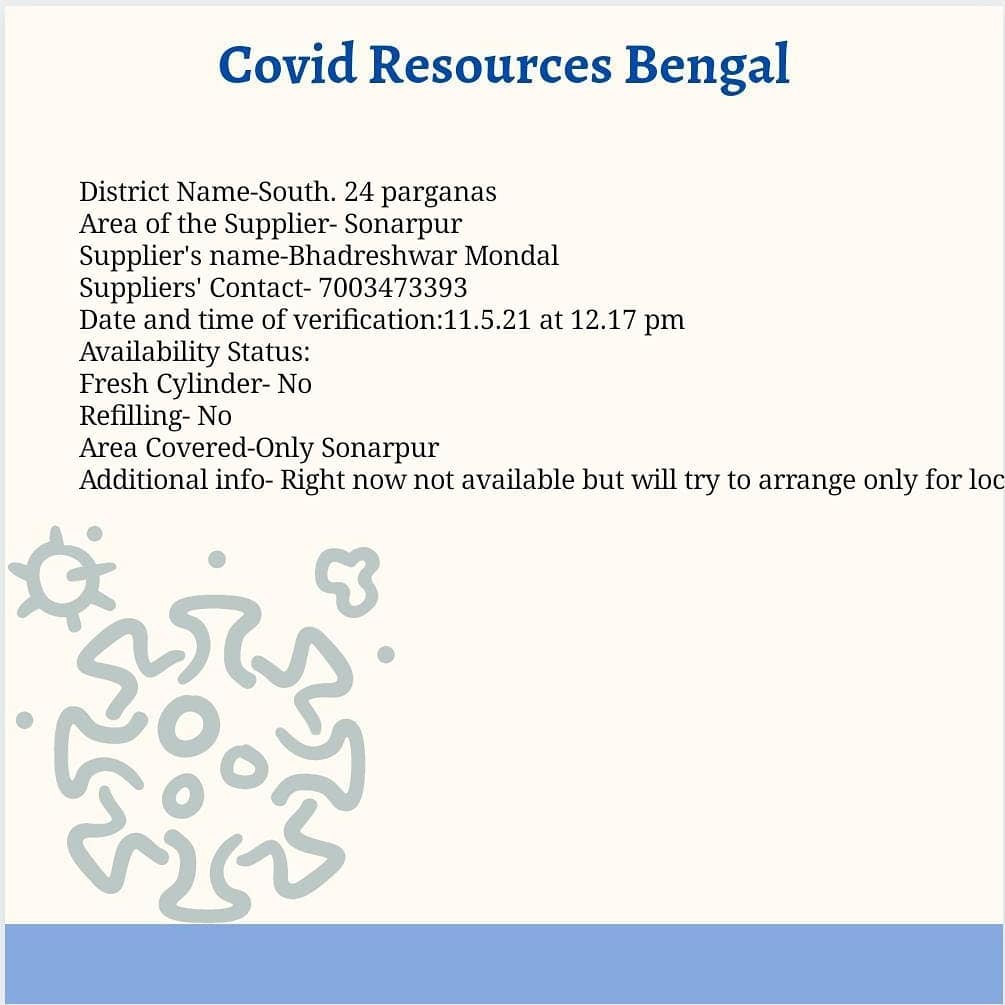 Covid Resources Bengal
District Name-South. 24 parganas
Area of the Supplier- Sonarpur
Supplier's name-Bhadreshwar Mondal
Suppliers' Contact- 7003473393
Date and time of verification:11.5.21 at 12.17 pm
Availability Status:
Fresh Cylinder- No
Refilling- No
Area Covered-Only Sonarpur
Additional info- Right now not available but will try to arrange only for loc